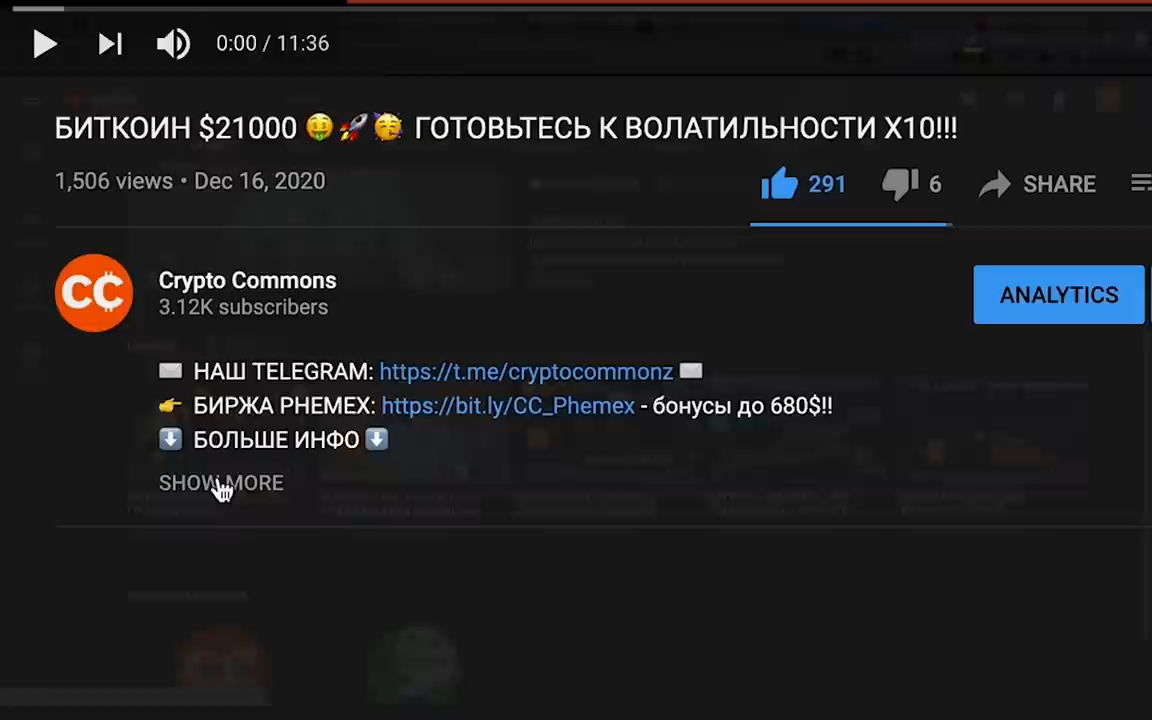 0:00 / 11:36
БИТКОИН $21000 🤑🚀🥳 ГОТОВЬТЕСЬ К ВОЛАТИЛЬНОСТИ X10!!!
1,506 views • Dec 16, 2020
291 6 SHARE
CC
Crypto Commons
3.12K subscribers
ANALYTICS
✉️ НАШ TELEGRAM: https://t.me/cryptocommonz ✉️
👉 БИРЖА PHEMEX: https://bit.ly/CC_Phemex - бонусы до 680$!!
⬇️ БОЛЬШЕ ИНФО ⬇️
SHOW MORE